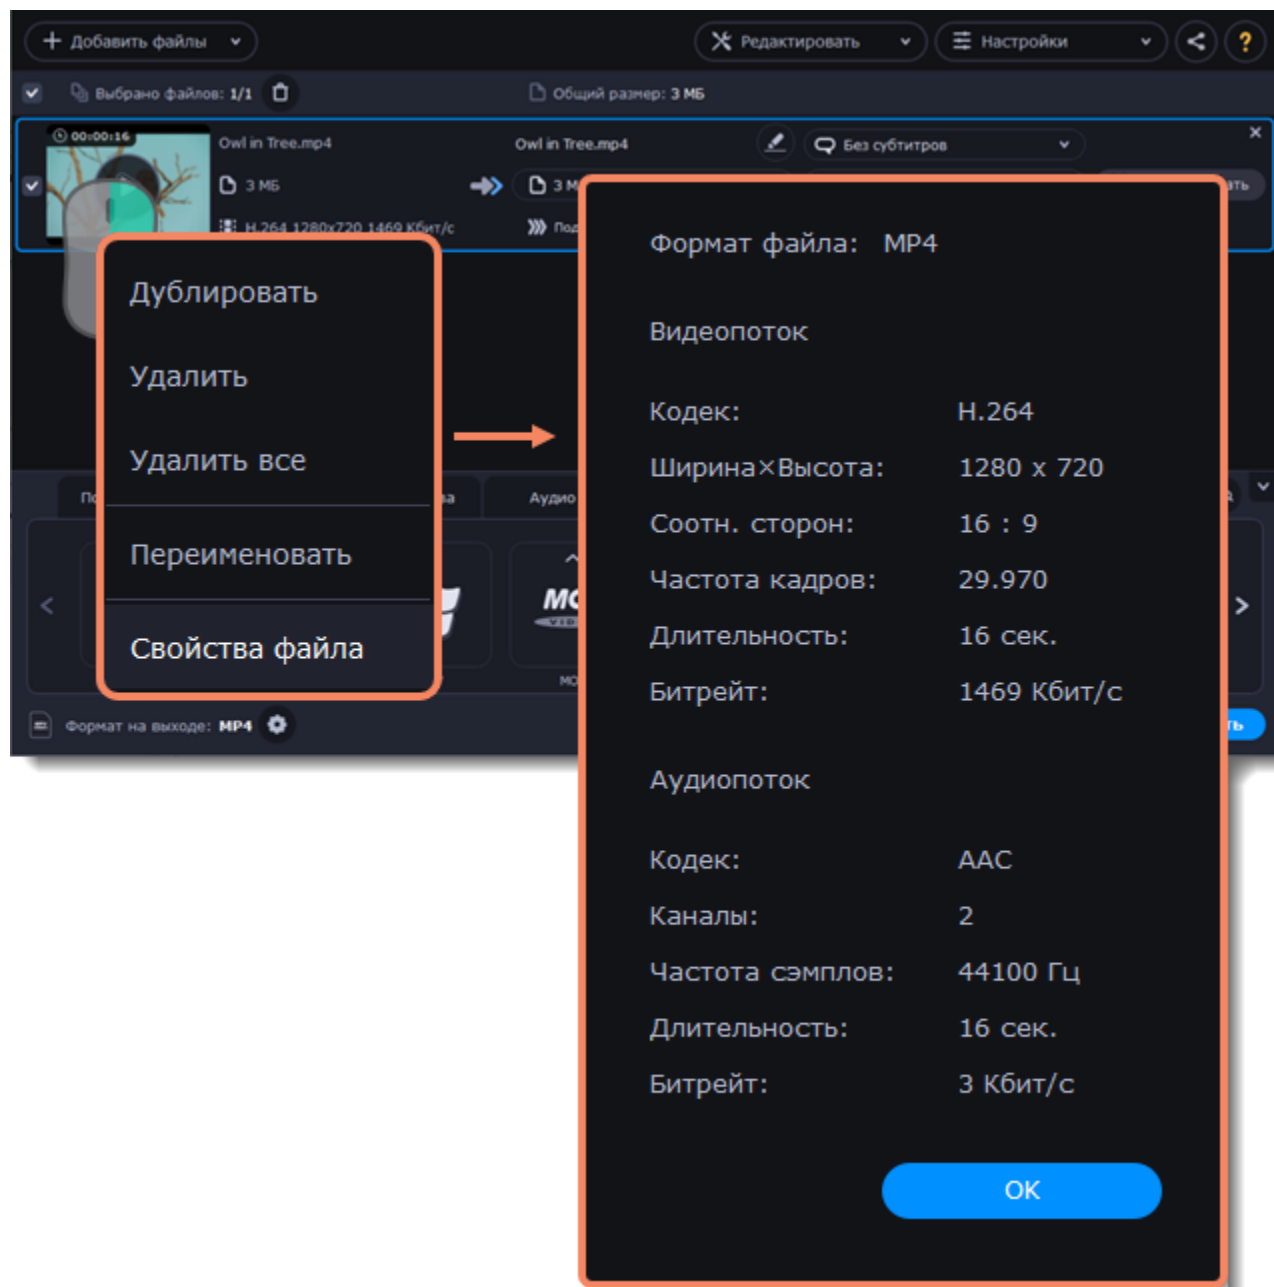 Добавить файлы
Редактировать
Настройки
?
Выбрано файлов: 1/1
Общий размер: 3 МБ
00:00:16
Owl in Tree.mp4
Owl in Tree.mp4
Без субтитров
3 МБ
H.264 1280x720 1469 Кбит/с
Дублировать
Удалить
Удалить все
Переименовать
Свойства файла
Аудио
Формат на выходе: MP4
Формат файла: MP4
Видеопоток
Кодек: H.264
Ширина×Высота: 1280 x 720
Соотн. сторон: 16 : 9
Частота кадров: 29.970
Длительность: 16 сек.
Битрейт: 1469 Кбит/с
Аудиопоток
Кодек: AAC
Каналы: 2
Частота сэмплов: 44100 Гц
Длительность: 16 сек.
Битрейт: 3 Кбит/с
OK